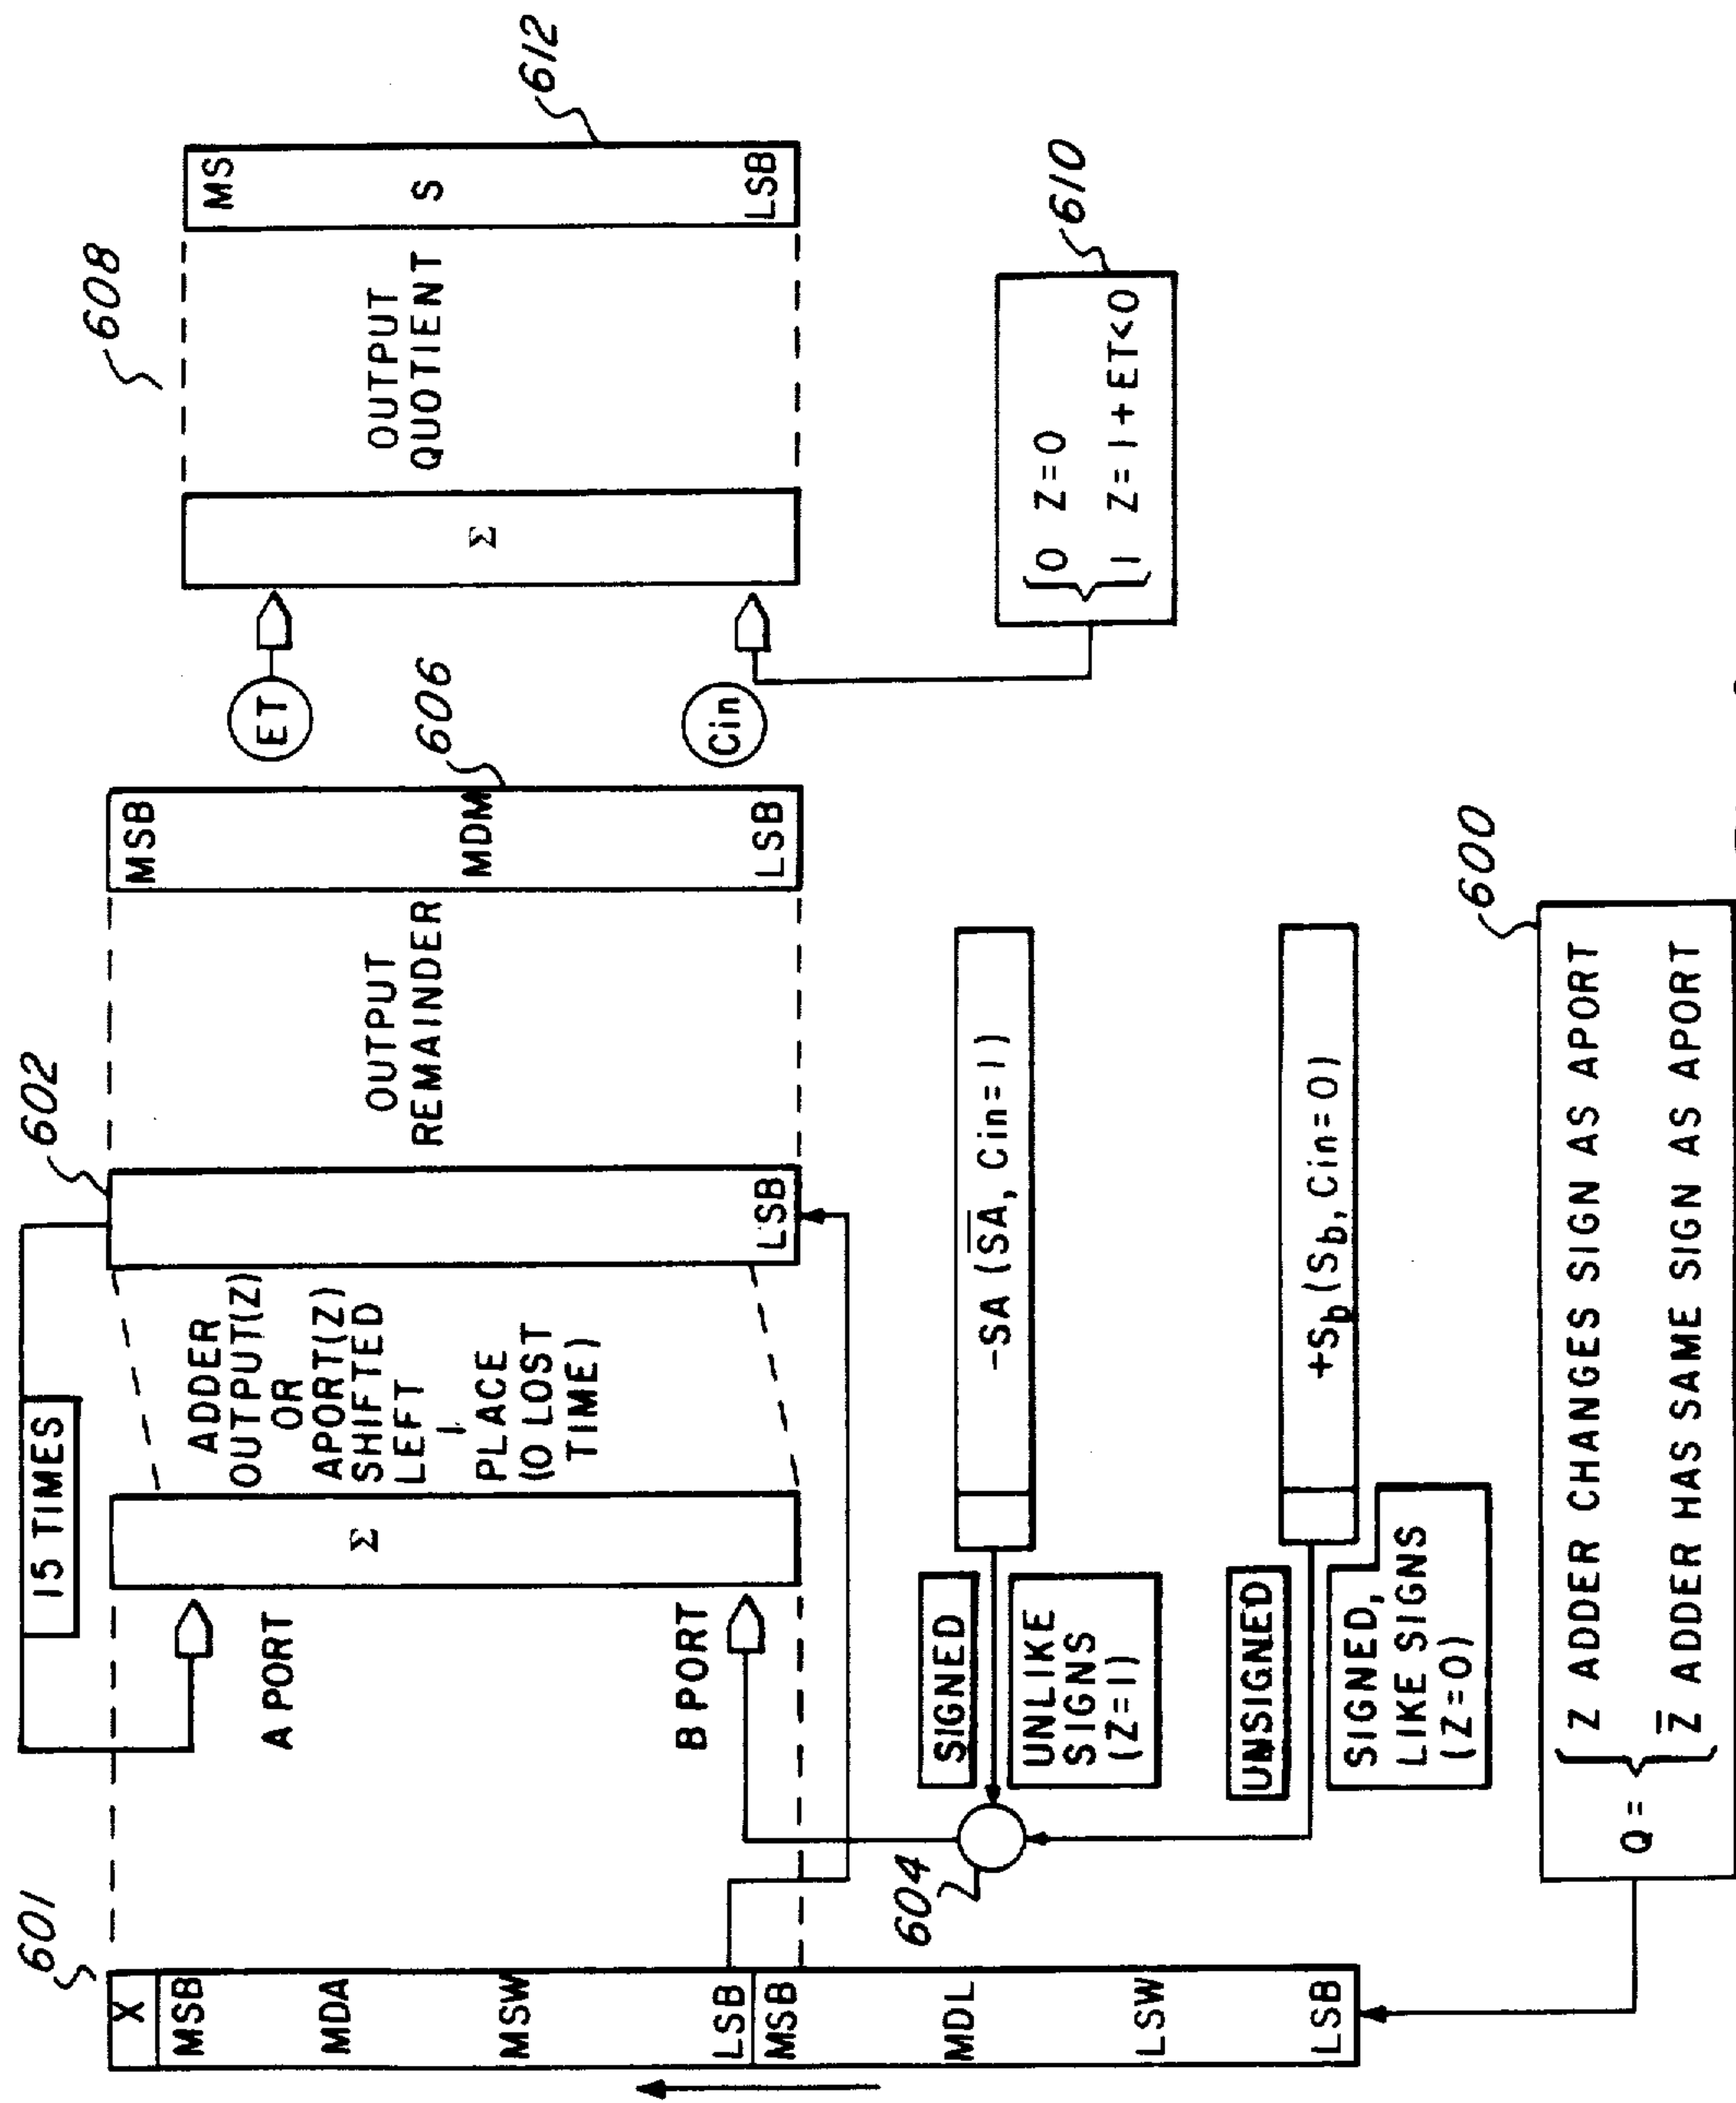 601
X
MSB
MDA
MSW
LSB
MSB
MDL
LSW
LSB
15 TIMES
A PORT
B PORT
Σ
ADDER
OUTPUT(Z)
OR
APORT(Z)
SHIFTED
LEFT
1
PLACE
(0 LOST
TIME)
602
LSB
OUTPUT
REMAINDER
MSB
MDM
LSB
606
ET
Cin
Σ
608
OUTPUT
QUOTIENT
MS
S
LSB
612
604
SIGNED
UNLIKE
SIGNS
(Z=1)
-SA (S̅A̅, Cin=1)
UNSIGNED
SIGNED,
LIKE SIGNS
(Z=0)
+Sb (Sb, Cin=0)
0 Z=0
1 Z=1+ET<0
610
600
Q =
Z ADDER CHANGES SIGN AS APORT
Z̅ ADDER HAS SAME SIGN AS APORT